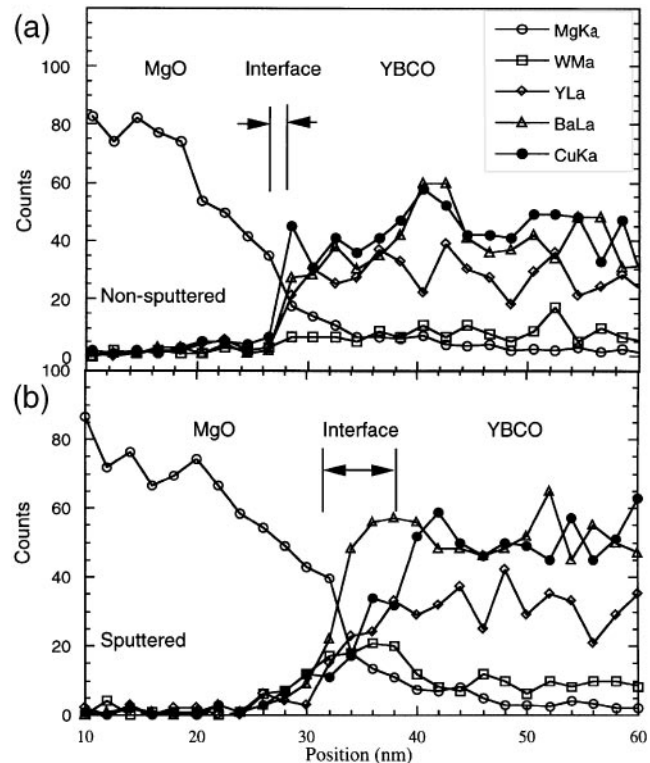 (a)
120
100
80
60
40
20
0
Counts
MgO Interface YBCO
MgKa
WMa
YLa
BaLa
CuKa
Non-sputtered
(b)
100
80
60
40
20
0
Counts
MgO Interface YBCO
Sputtered
10 20 30 40 50 60
Position (nm)